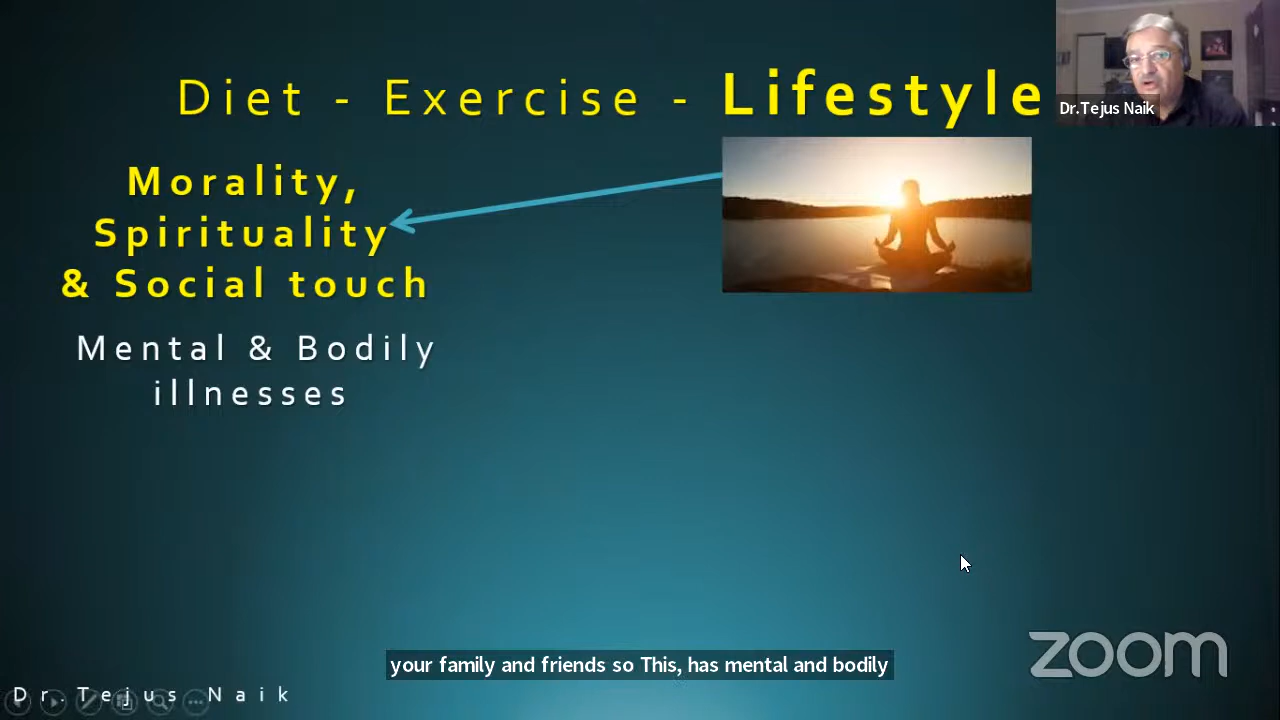 Diet - Exercise - Lifestyle
Dr.Tejus Naik
Morality,
Spirituality
& Social touch
Mental & Bodily
illnesses
your family and friends so This, has mental and bodily
zoom
Dr. Tejus Naik